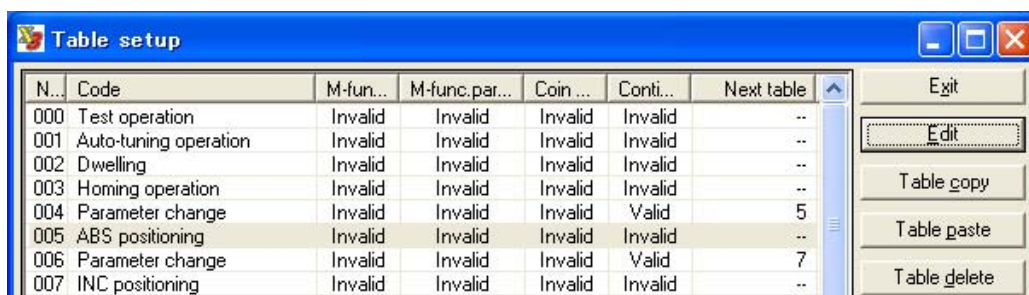 Table setup
N... Code M-fun... M-func.par... Coin ... Conti... Next table
000 Test operation Invalid Invalid Invalid Invalid --
001 Auto-tuning operation Invalid Invalid Invalid Invalid --
002 Dwelling Invalid Invalid Invalid Invalid --
003 Homing operation Invalid Invalid Invalid Invalid --
004 Parameter change Invalid Invalid Invalid Valid 5
005 ABS positioning Invalid Invalid Invalid Invalid --
006 Parameter change Invalid Invalid Invalid Valid 7
007 INC positioning Invalid Invalid Invalid Invalid --
Exit
Edit
Table copy
Table paste
Table delete